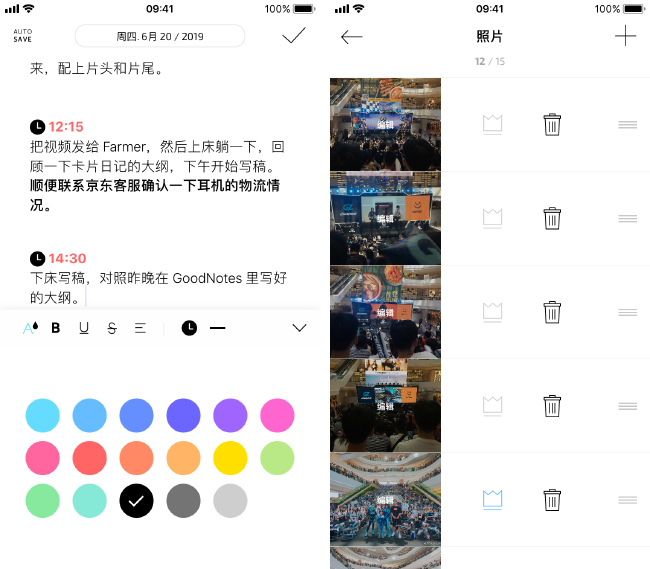 09:41
100%
AUTO
SAVE
周四. 6月 20 / 2019
来，配上片头和片尾。
12:15
把视频发给 Farmer，然后上床躺一下，回
顾一下卡片日记的大纲，下午开始写稿。
顺便联系京东客服确认一下耳机的物流情
况。
14:30
下床写稿，对照昨晚在 GoodNotes 里写好
的大纲。
A B U S
09:41
100%
照片
12 / 15
编辑
编辑
编辑
编辑
编辑